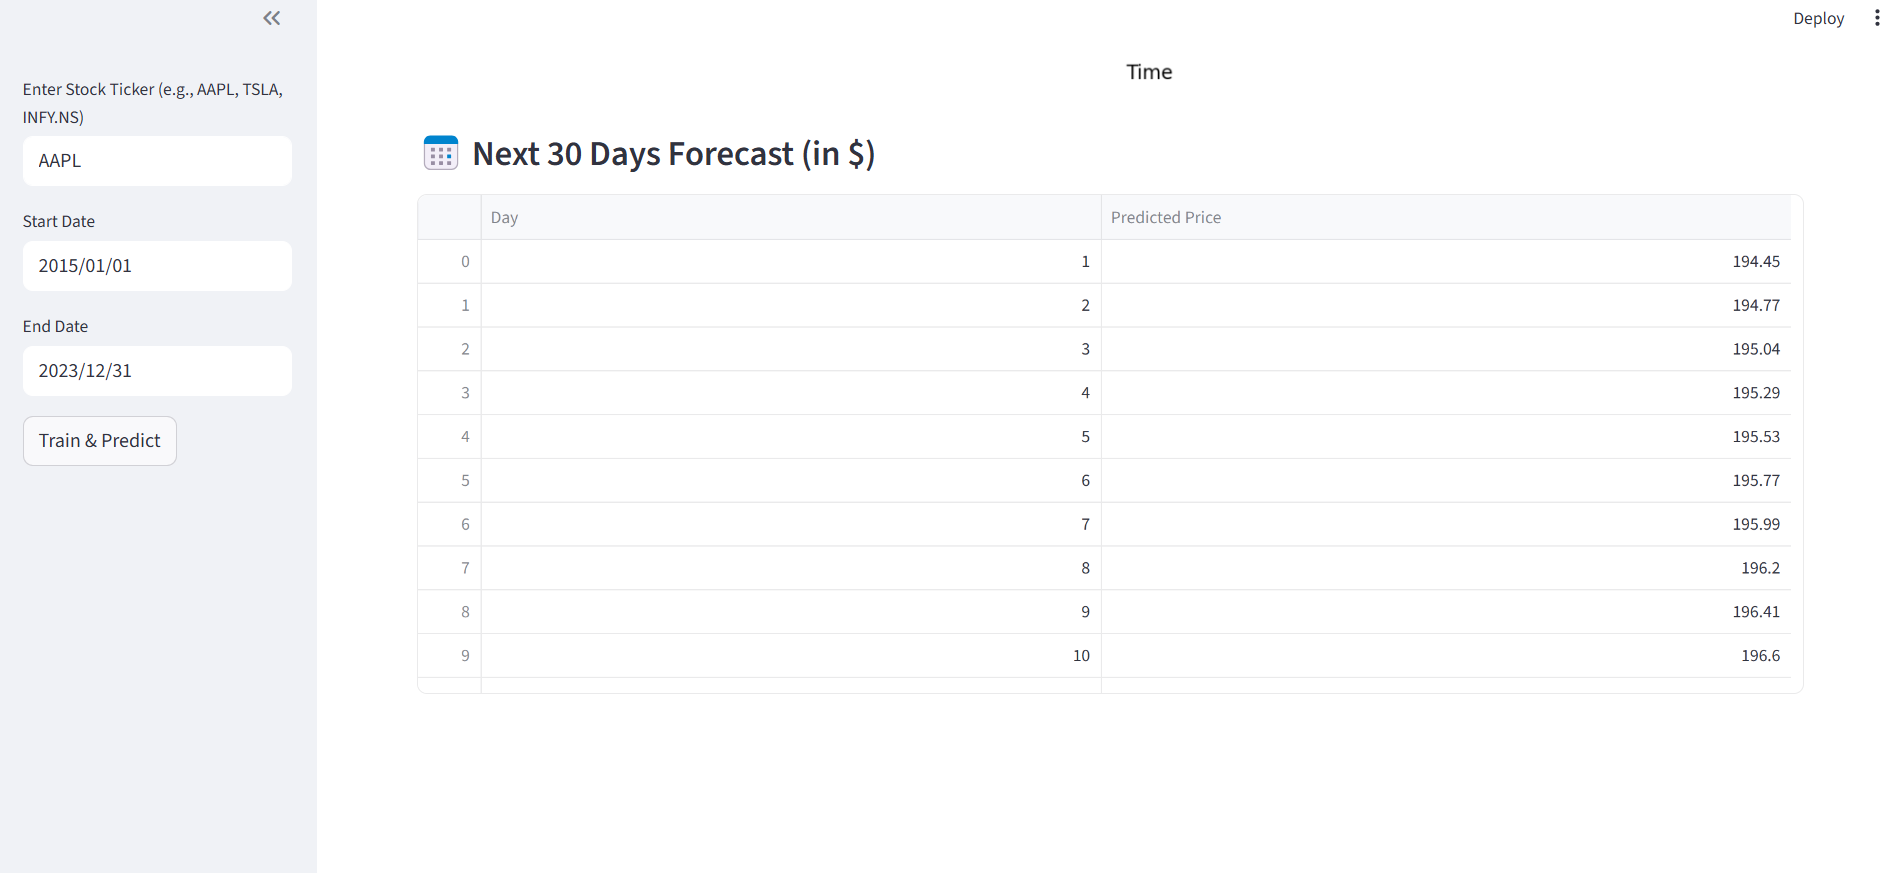 Deploy
Enter Stock Ticker (e.g., AAPL, TSLA,
INFY.NS)
AAPL
Start Date
2015/01/01
End Date
2023/12/31
Train & Predict
Time
Next 30 Days Forecast (in $)
Day Predicted Price
0 1 194.45
1 2 194.77
2 3 195.04
3 4 195.29
4 5 195.53
5 6 195.77
6 7 195.99
7 8 196.2
8 9 196.41
9 10 196.6